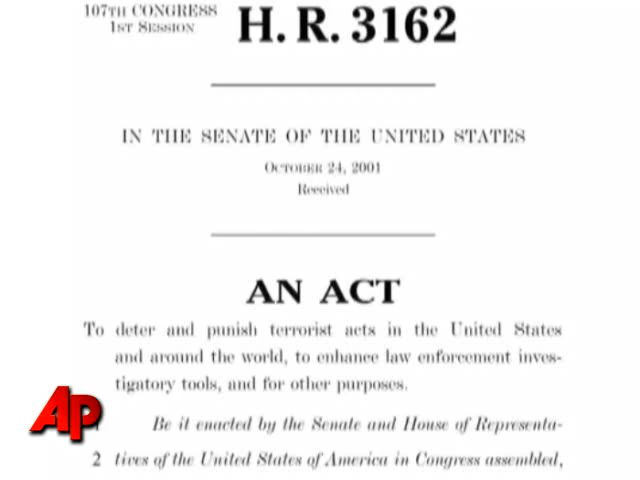 107TH CONGRESS
1ST SESSION
H. R. 3162
IN THE SENATE OF THE UNITED STATES
OCTOBER 24, 2001
Received
AN ACT
To deter and punish terrorist acts in the United States
and around the world, to enhance law enforcement inves-
tigatory tools, and for other purposes.
AP
Be it enacted by the Senate and House of Representa-
2 tives of the United States of America in Congress assembled,